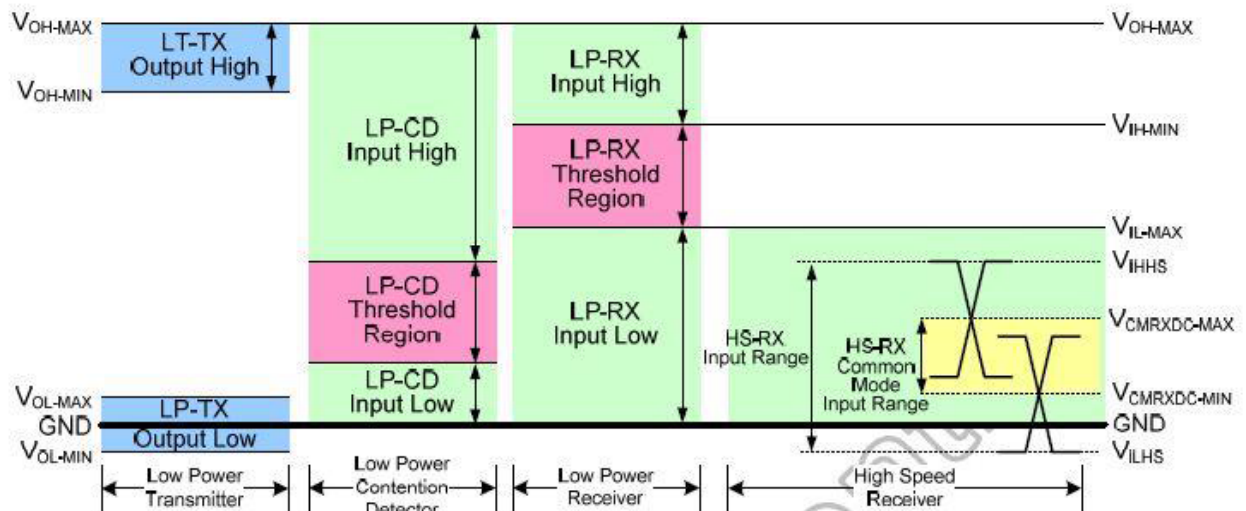 VOH-MAX
LT-TX
Output High
VOH-MIN
LP-CD
Input High
LP-RX
Input High
LP-RX
Threshold
Region
VOH-MAX
VIH-MIN
VIL-MAX
VIHHS
VCMRXDC-MAX
VCMRXDC-MIN
GND
VILHS
LP-CD
Threshold
Region
LP-CD
Input Low
LP-RX
Input Low
HS-RX
Input Range
HS-RX
Common
Mode
Input Range
VOL-MAX
GND
VOL-MIN
LP-TX
Output Low
Low Power
Transmitter
Low Power
Contention
Detector
Low Power
Receiver
High Speed
Receiver